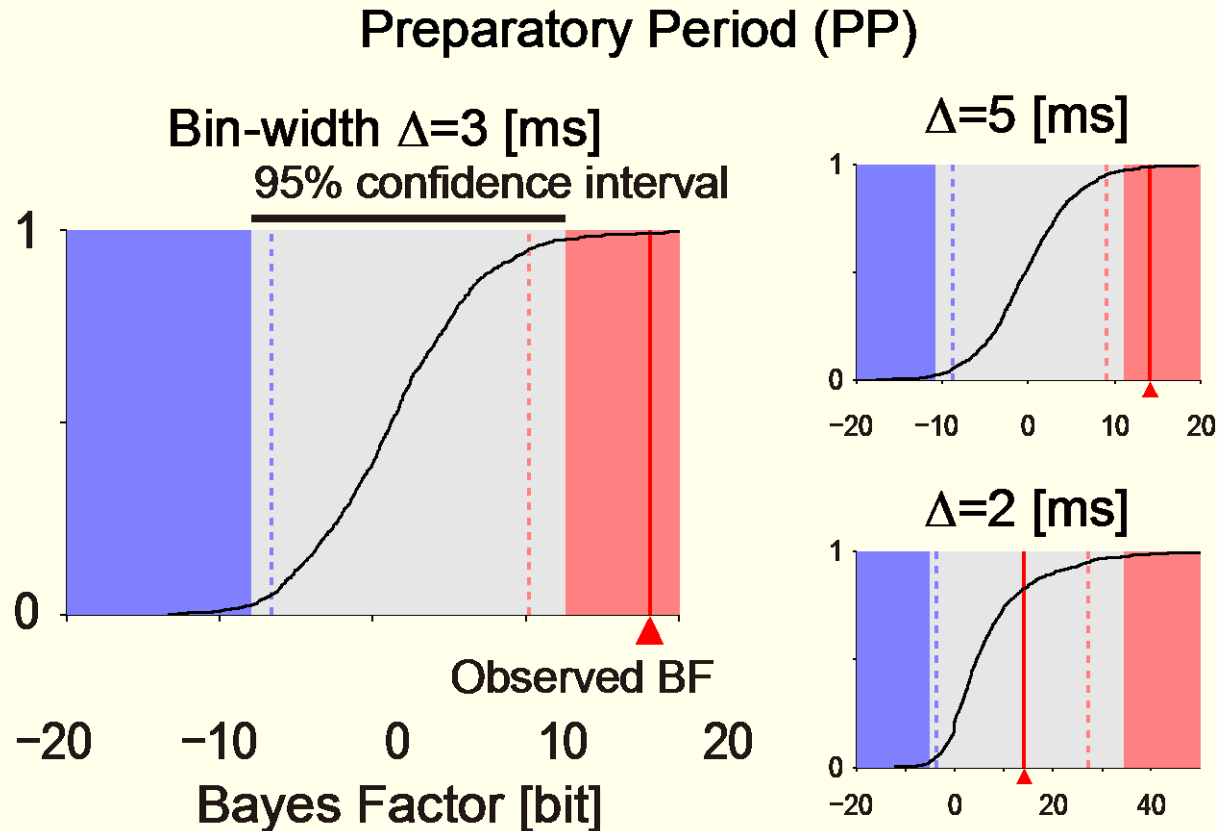 Preparatory Period (PP)
Bin-width Δ=3 [ms]
95% confidence interval
1
0
Observed BF
−20 −10 0 10 20
Bayes Factor [bit]
Δ=5 [ms]
1
0
−20 −10 0 10 20
Δ=2 [ms]
1
0
−20 0 20 40